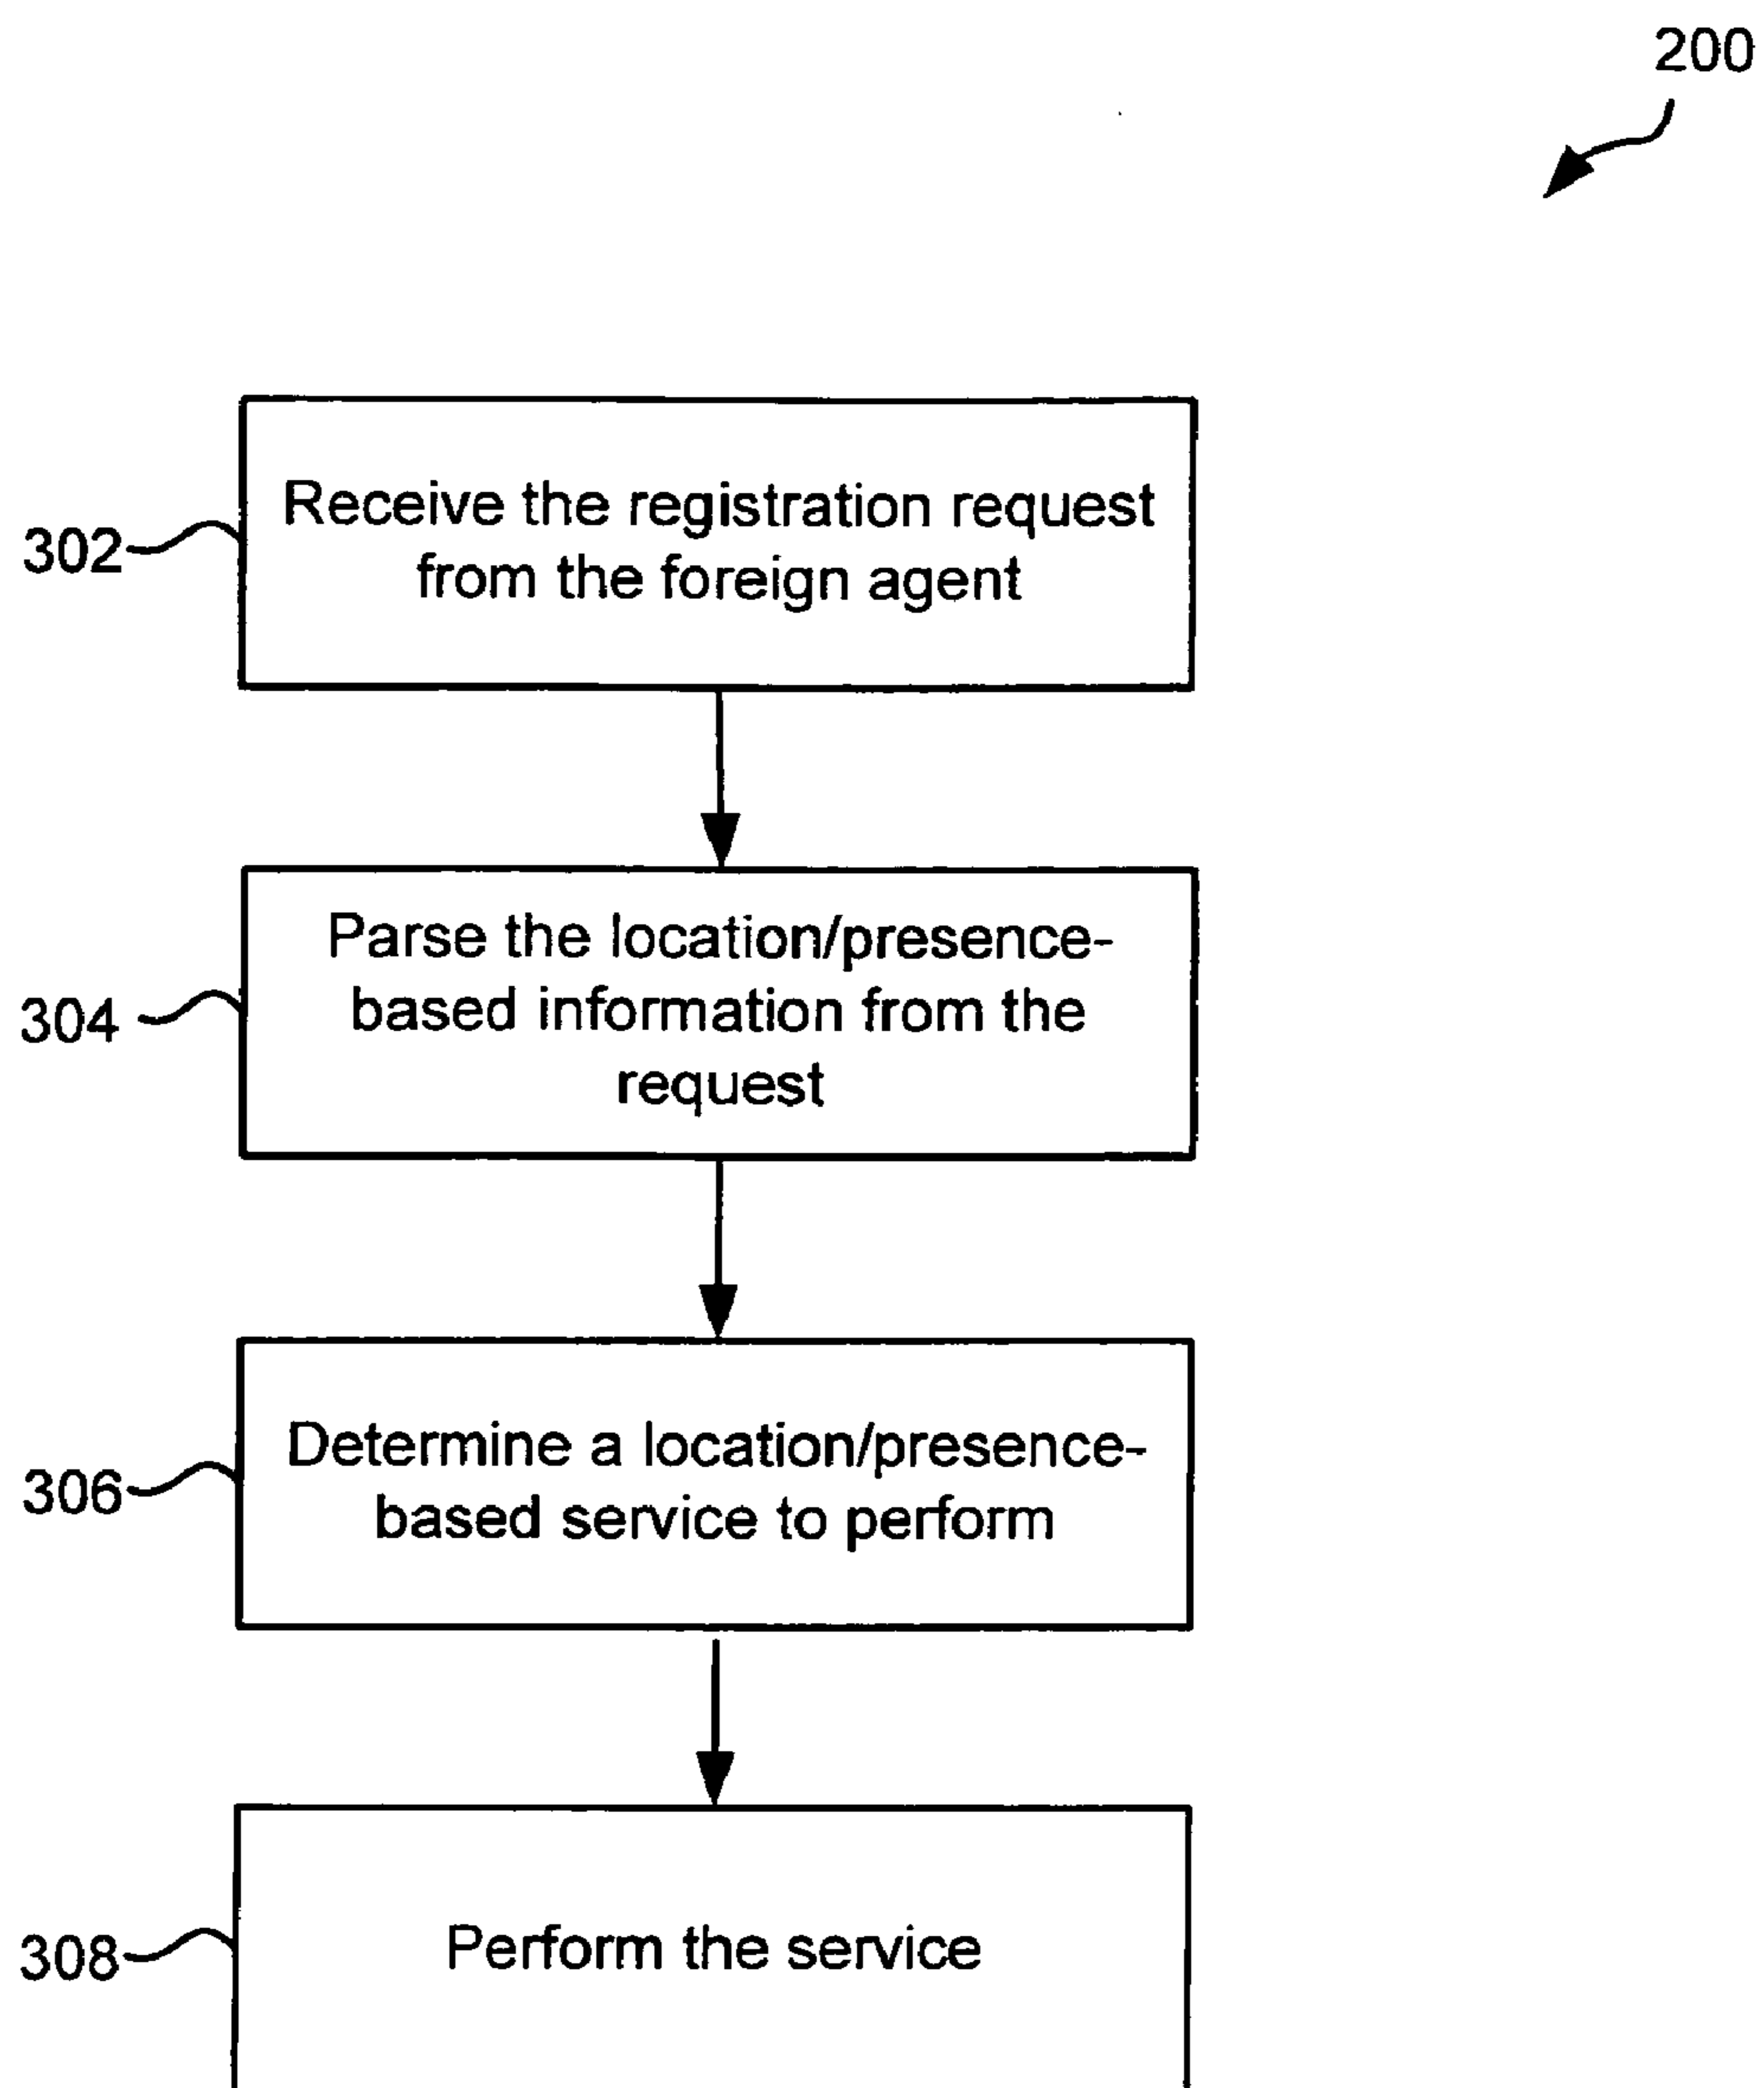 200
302
Receive the registration request
from the foreign agent
304
Parse the location/presence-
based information from the
request
306
Determine a location/presence-
based service to perform
308
Perform the service